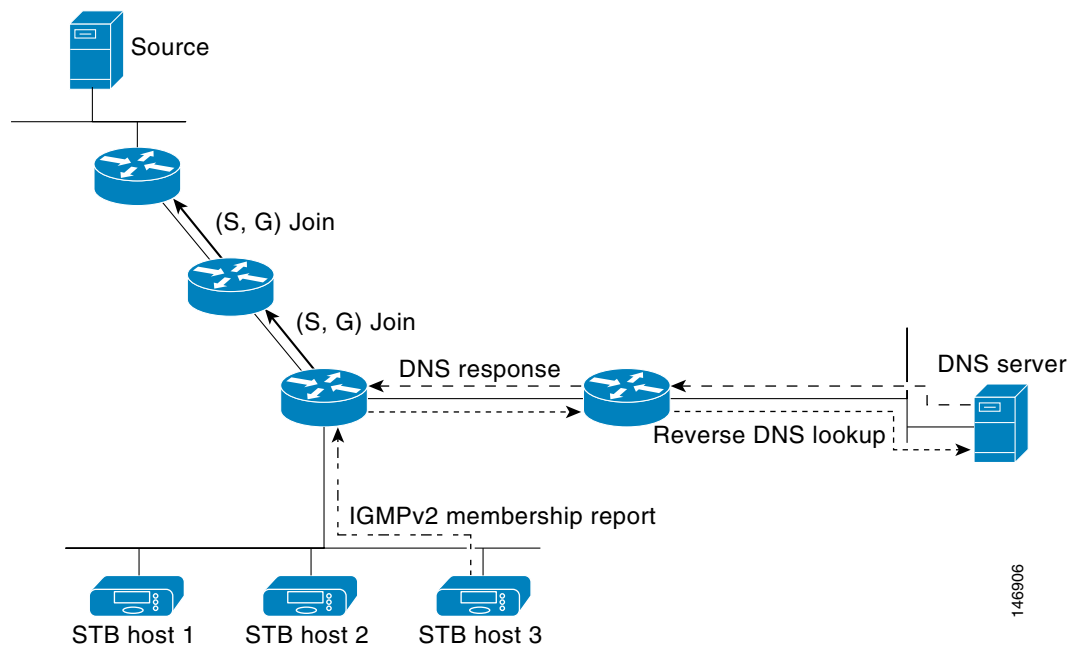 Source
(S, G) Join
(S, G) Join
DNS response
DNS server
Reverse DNS lookup
IGMPv2 membership report
STB host 1
STB host 2
STB host 3
146906